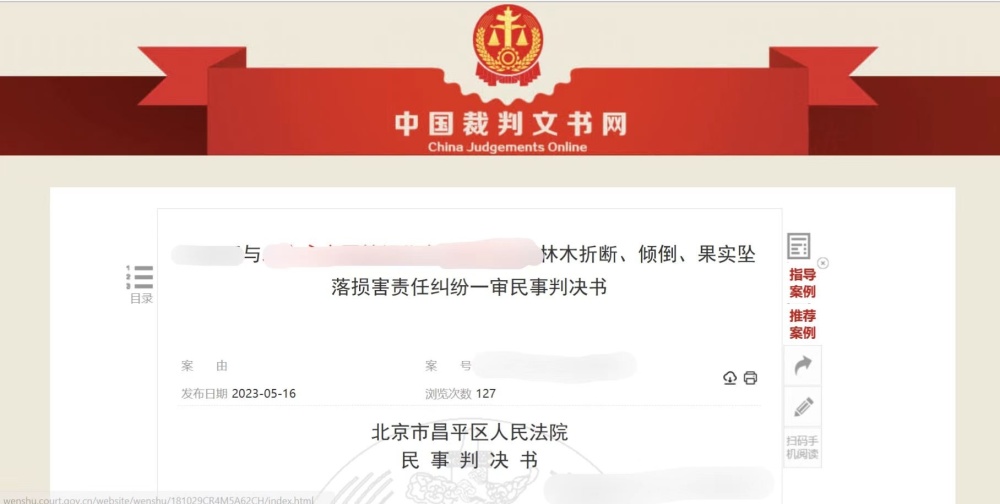 中国裁判文书网
China Judgements Online
与 林木折断、倾倒、果实坠
落损害责任纠纷一审民事判决书
1
2
3
目录
指导
案例
推荐
案例
案 由
案 号
发布日期 2023-05-16
浏览次数 127
扫码手
机阅读
北京市昌平区人民法院
民 事 判 决 书
wenshu.court.gov.cn/website/wenshu/181029CR4M5A62CH/index.html